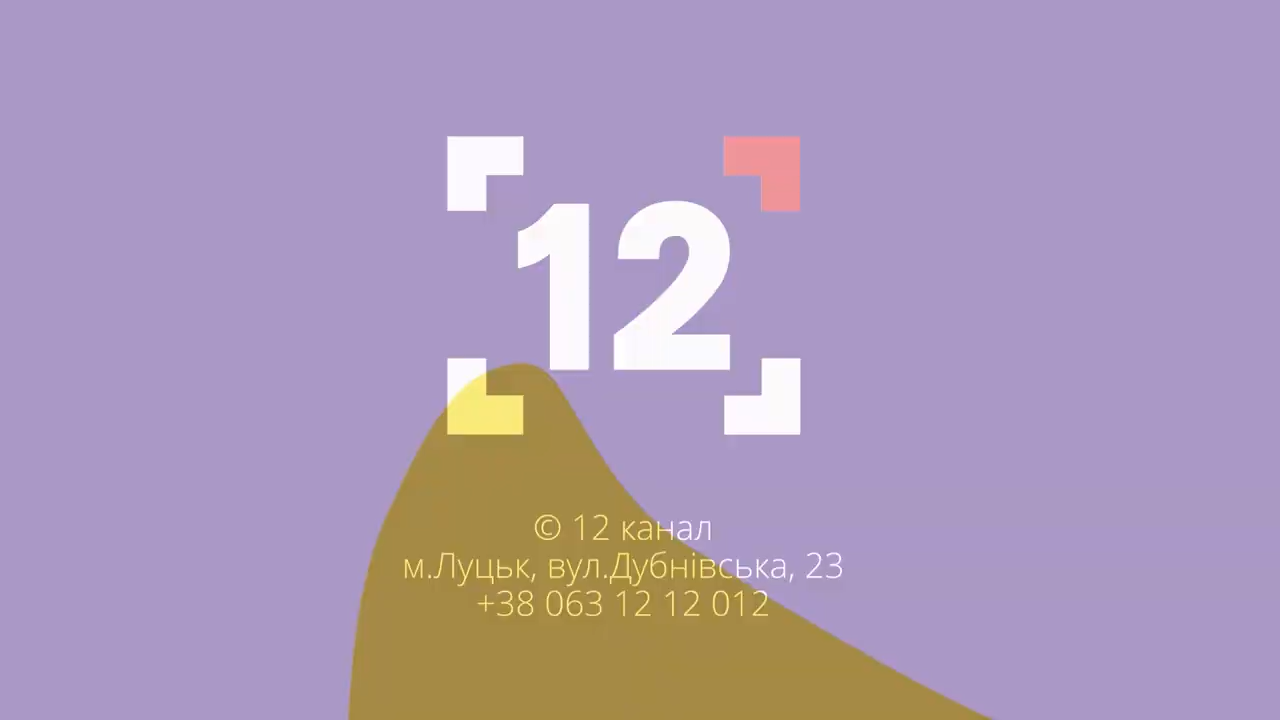 12
© 12 канал
м.Луцьк, вул.Дубнівська, 23
+38 063 12 12 012